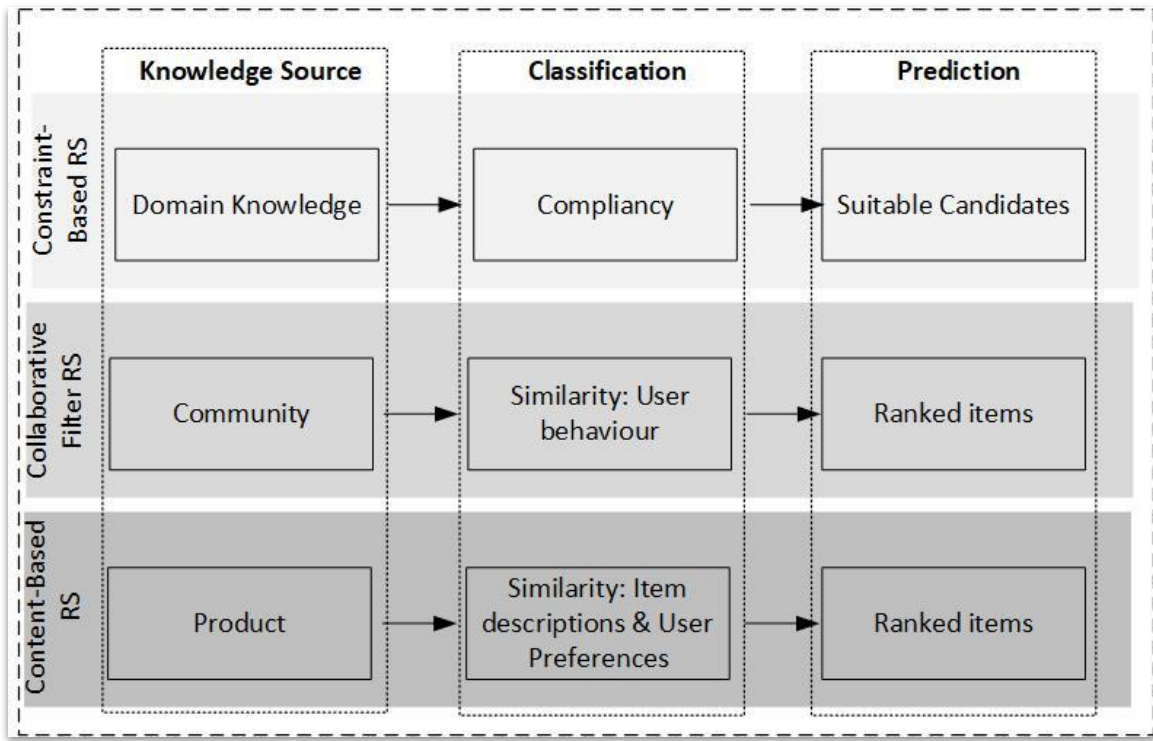 Knowledge Source
Classification
Prediction
Constraint-
Based RS
Domain Knowledge
Compliancy
Suitable Candidates
Collaborative
Filter RS
Community
Similarity: User
behaviour
Ranked items
Content-Based
RS
Product
Similarity: Item
descriptions & User
Preferences
Ranked items